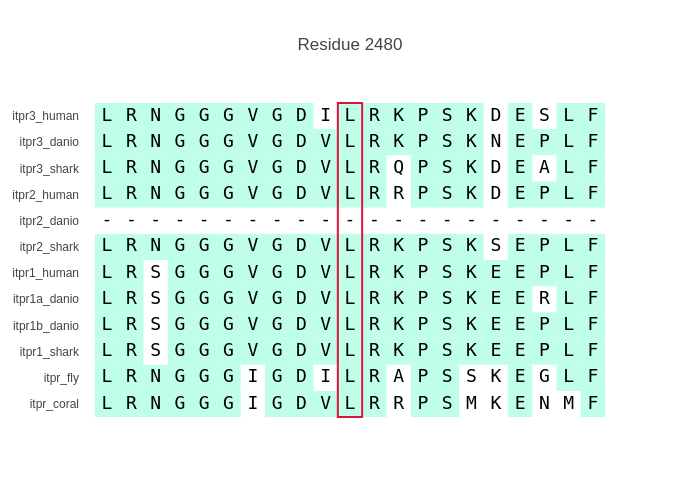 Residue 2480
itpr3_human L R N G G G V G D I L R K P S K D E S L F
itpr3_danio L R N G G G V G D V L R K P S K N E P L F
itpr3_shark L R N G G G V G D V L R Q P S K D E A L F
itpr2_human L R N G G G V G D V L R R P S K D E P L F
itpr2_danio - - - - - - - - - - - - - - - - - - - - -
itpr2_shark L R N G G G V G D V L R K P S K S E P L F
itpr1_human L R S G G G V G D V L R K P S K E E P L F
itpr1a_danio L R S G G G V G D V L R K P S K E E R L F
itpr1b_danio L R S G G G V G D V L R K P S K E E P L F
itpr1_shark L R S G G G V G D V L R K P S K E E P L F
itpr_fly L R N G G G I G D I L R A P S S K E G L F
itpr_coral L R N G G G I G D V L R R P S M K E N M F